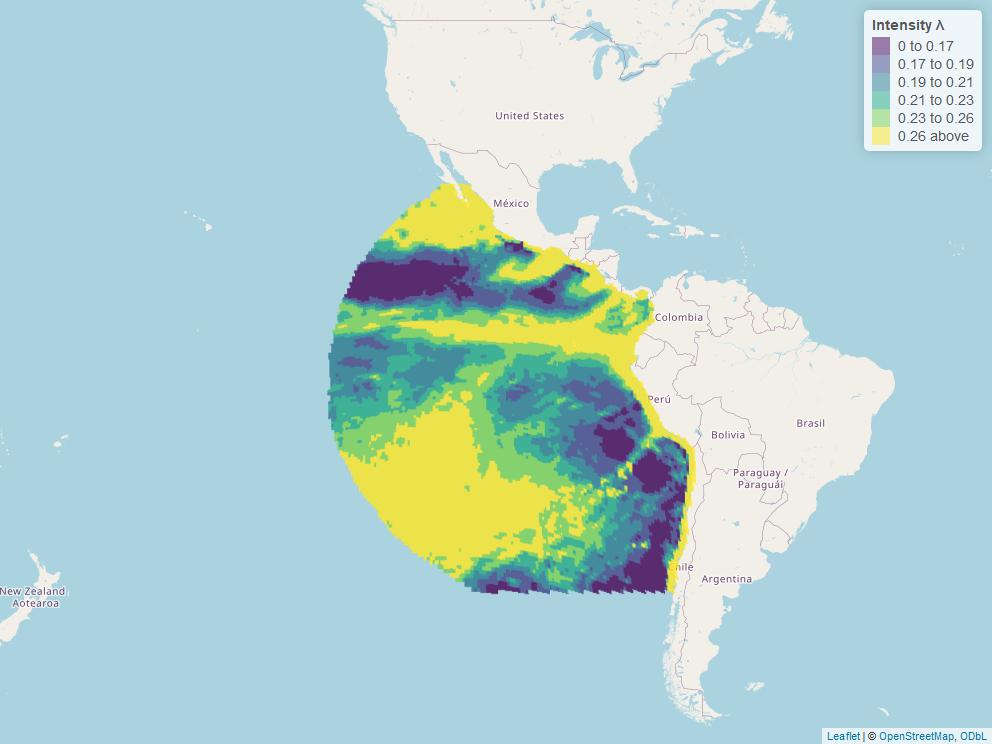 Intensity λ
0 to 0.17
0.17 to 0.19
0.19 to 0.21
0.21 to 0.23
0.23 to 0.26
0.26 above
United States
México
Colombia
Perú
Brasil
Bolivia
Paraguay /
Paraguái
Chile
Argentina
New Zealand
Aotearoa
Leaflet | © OpenStreetMap, ODbL